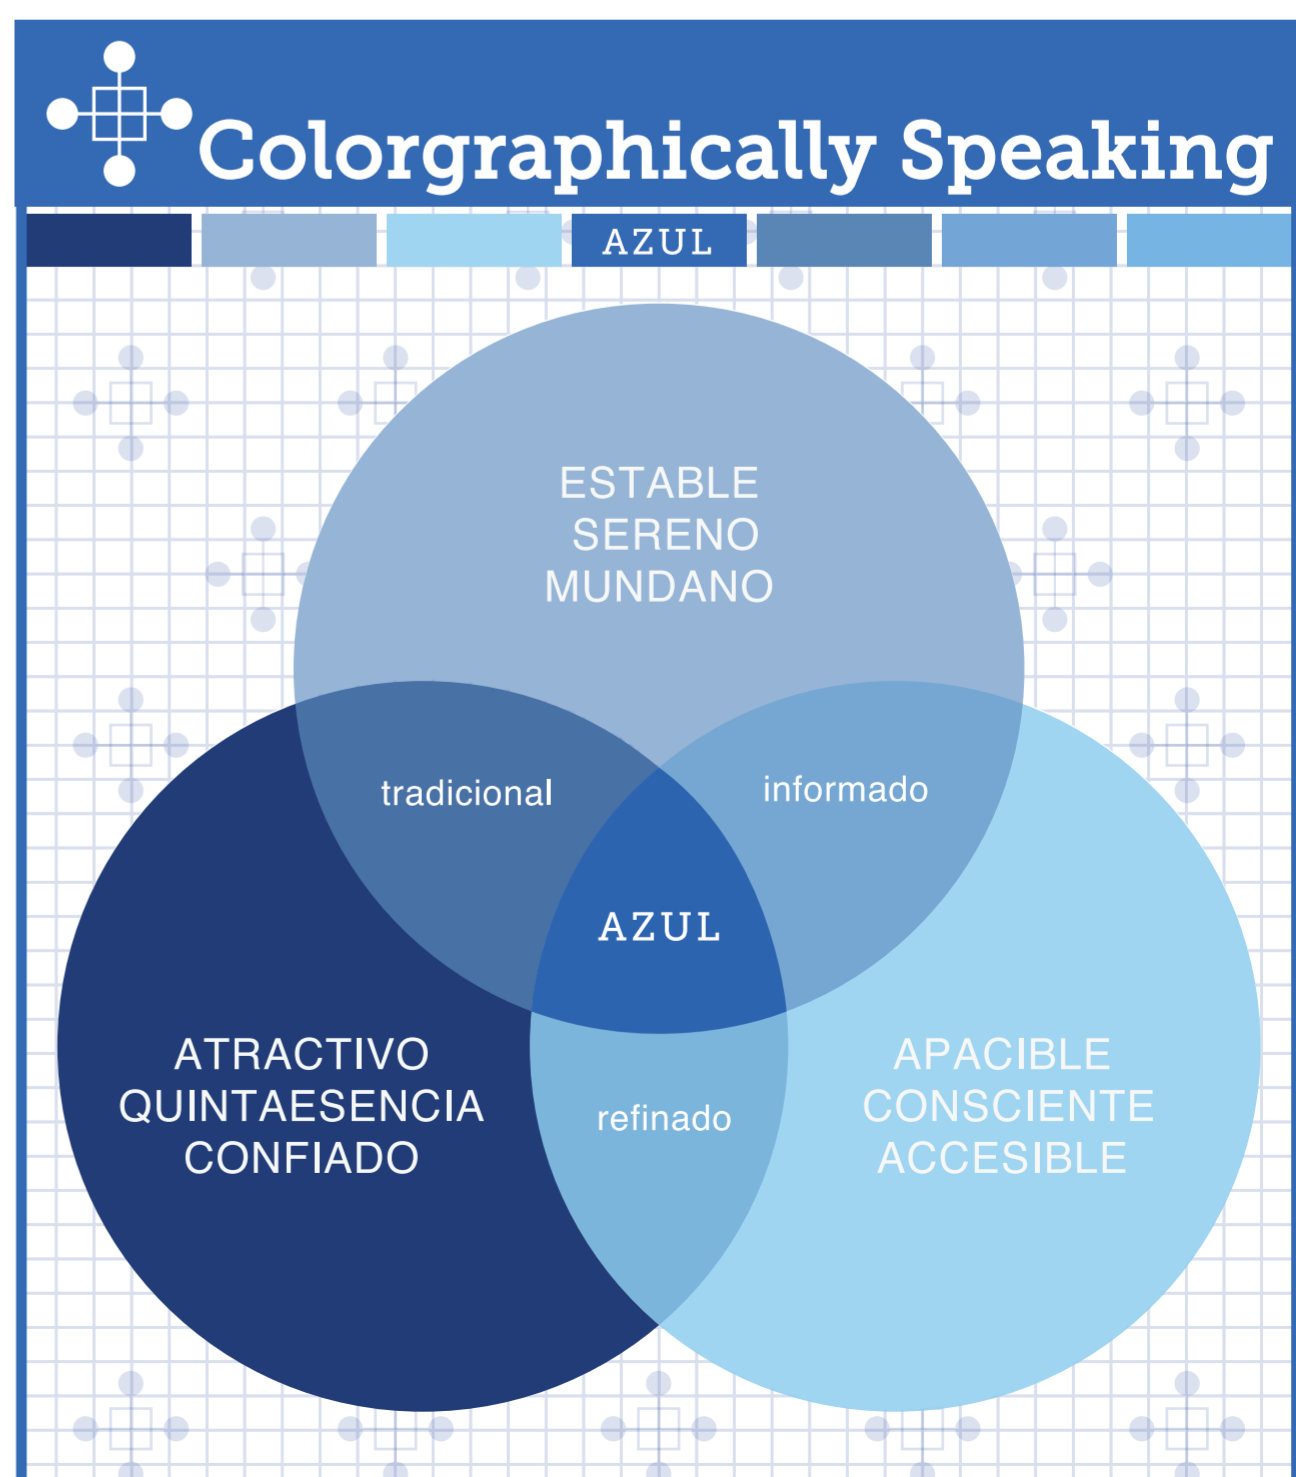 Colorgraphically Speaking
AZUL
ESTABLE
SERENO
MUNDANO
tradicional
informado
AZUL
ATRACTIVO
QUINTAESENCIA
CONFIADO
refinado
APACIBLE
CONSCIENTE
ACCESIBLE